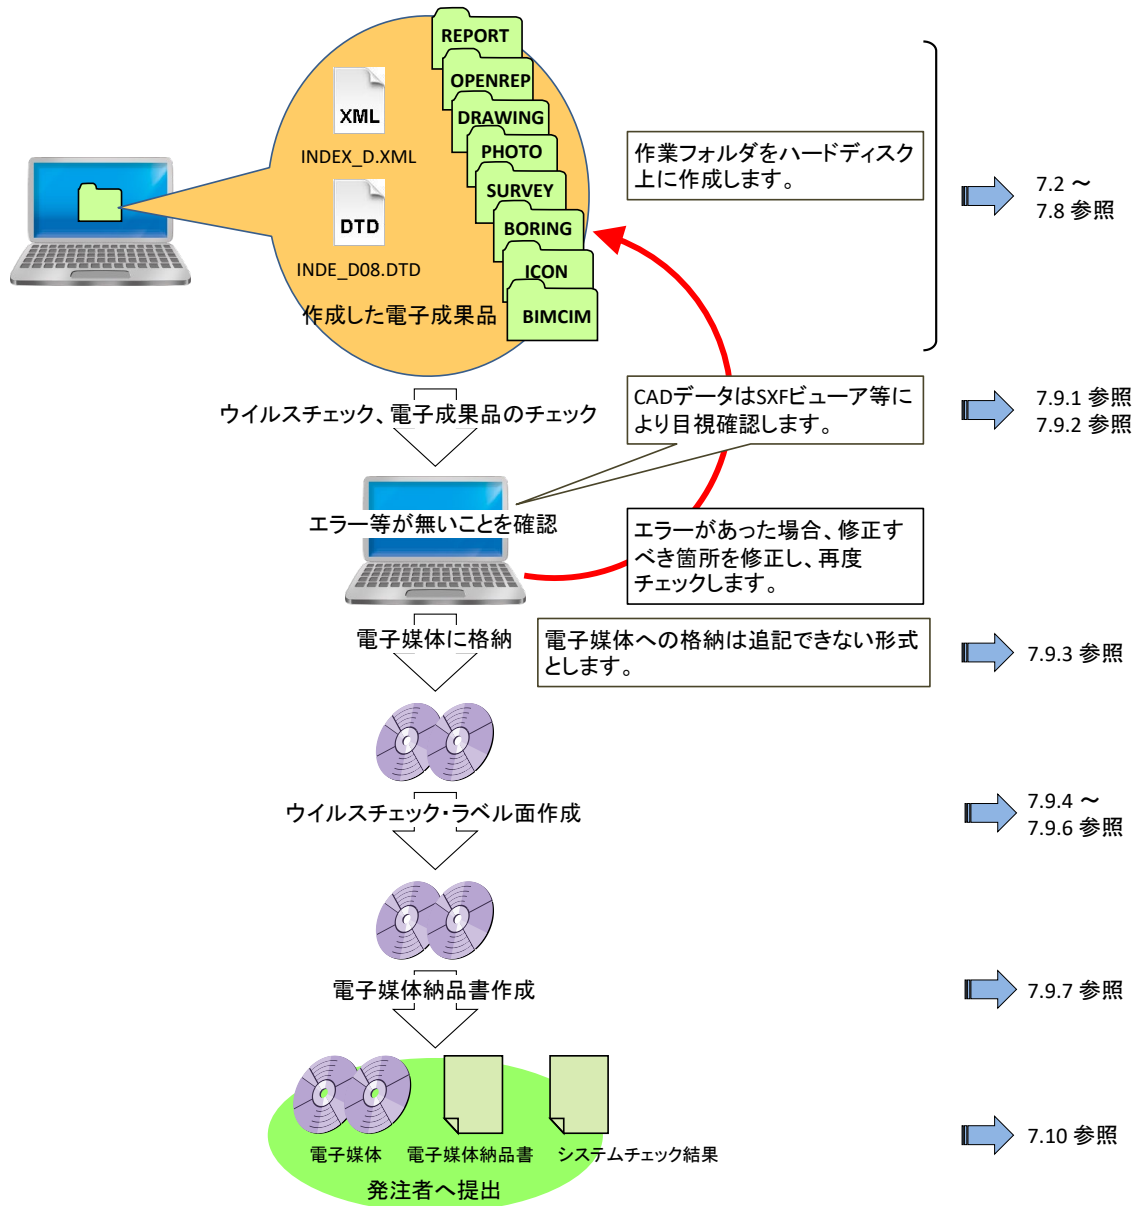 REPORT
OPENREP
DRAWING
PHOTO
SURVEY
BORING
ICON
BIMCIM
XML
INDEX_D.XML
DTD
INDE_D08.DTD
作成した電子成果品
作業フォルダをハードディスク
上に作成します。
7.2 ～
7.8 参照
ウイルスチェック、電子成果品のチェック
CADデータはSXFビューア等に
より目視確認します。
7.9.1 参照
7.9.2 参照
エラー等が無いことを確認
エラーがあった場合、修正す
べき箇所を修正し、再度
チェックします。
電子媒体に格納
電子媒体への格納は追記できない形式
とします。
7.9.3 参照
ウイルスチェック・ラベル面作成
7.9.4 ～
7.9.6 参照
電子媒体納品書作成
7.9.7 参照
電子媒体
電子媒体納品書
システムチェック結果
発注者へ提出
7.10 参照